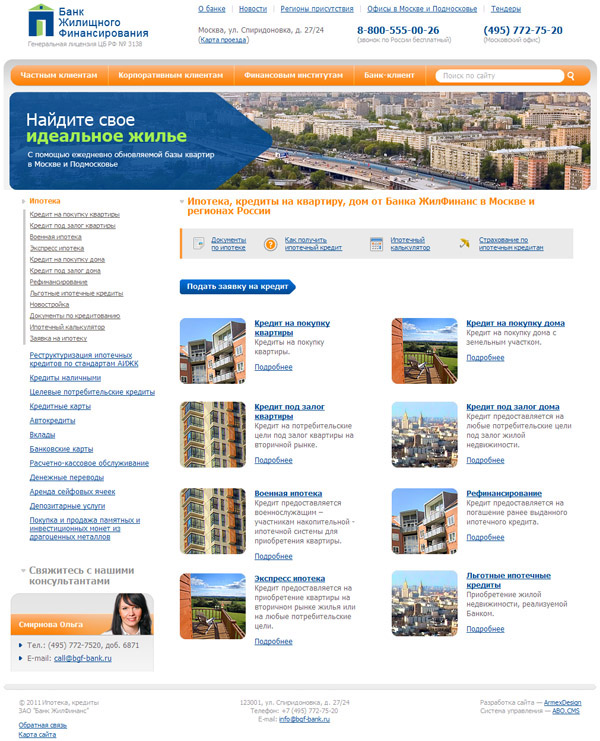 Банк
Жилищного
Финансирования
Генеральная лицензия ЦБ РФ № 3138
О банке | Новости | Регионы присутствия | Офисы в Москве и Подмосковье | Тендеры
Москва, ул. Спиридоновка, д. 27/24
(Карта проезда)
8-800-555-00-26
(звонок по России бесплатный)
(495) 772-75-20
(Московский офис)
Частным клиентам
Корпоративным клиентам
Финансовым институтам
Банк-клиент
Поиск по сайту
Найдите свое
идеальное жилье
С помощью ежедневно обновляемой базы квартир
в Москве и Подмосковье
Ипотека
Кредит на покупку квартиры
Кредит под залог квартиры
Военная ипотека
Экспресс ипотека
Кредит на покупку дома
Кредит под залог дома
Рефинансирование
Льготные ипотечные кредиты
Новостройка
Документы по кредитованию
Ипотечный калькулятор
Заявка на ипотеку
Реструктуризация ипотечных
кредитов по стандартам АИЖК
Кредиты наличными
Целевые потребительские кредиты
Кредитные карты
Автокредиты
Вклады
Банковские карты
Расчетно-кассовое обслуживание
Денежные переводы
Аренда сейфовых ячеек
Депозитарные услуги
Покупка и продажа памятных и
инвестиционных монет из
драгоценных металлов
Свяжитесь с нашими
консультантами
Смирнова Ольга
Тел.: (495) 772-7520, доб. 6871
E-mail: call@bgf-bank.ru
Ипотека, кредиты на квартиру, дом от Банка ЖилФинанс в Москве и
регионах России
Документы
по ипотеке
Как получить
ипотечный кредит
Ипотечный
калькулятор
Страхование по
ипотечным кредитам
Подать заявку на кредит
Кредит на покупку
квартиры
Кредиты на покупку
квартиры.
Подробнее
Кредит на покупку дома
Кредит на покупку дома с
земельным участком.
Подробнее
Кредит под залог
квартиры
Кредит на потребительские
цели под залог квартиры на
вторичном рынке.
Подробнее
Кредит под залог дома
Кредит предоставляется на
любые потребительские цели
под залог жилой
недвижимости.
Подробнее
Военная ипотека
Кредит предоставляется
военнослужащим –
участникам накопительной -
ипотечной системы для
приобретения квартиры.
Подробнее
Рефинансирование
Кредит предоставляется на
погашение ранее выданного
ипотечного кредита.
Подробнее
Экспресс ипотека
Кредит предоставляется на
приобретение квартиры на
вторичном рынке жилья или
на любые потребительские
цели.
Подробнее
Льготные ипотечные
кредиты
Приобретение жилой
недвижимости, реализуемой
Банком.
Подробнее
© 2011 Ипотека, кредиты
ЗАО "Банк ЖилФинанс"
Обратная связь
Карта сайта
123001, ул. Спиридоновка, д. 27/24
Телефон: +7 (495) 772-75-20
E-mail: info@bgf-bank.ru
Разработка сайта — ArmexDesign
Система управления — ABO.CMS